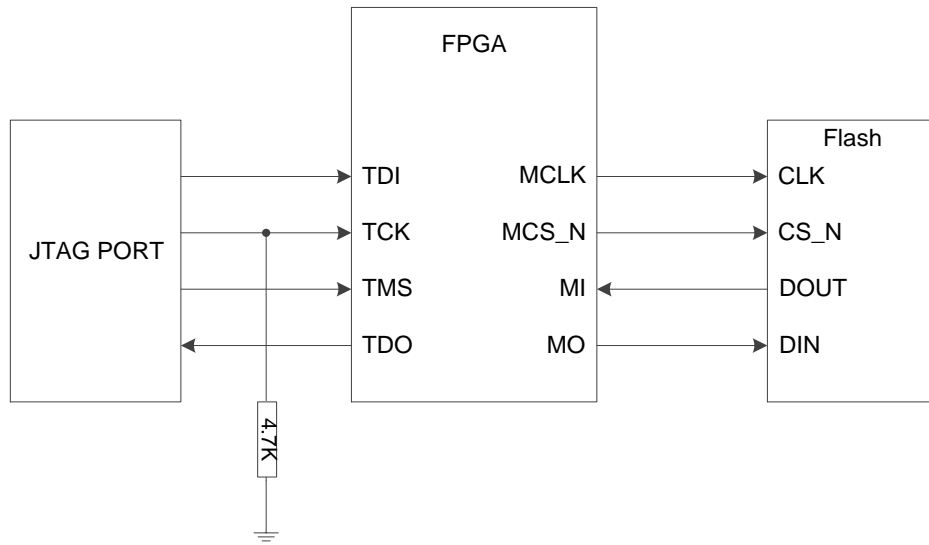 FPGA
Flash
JTAG PORT
TDI
MCLK
CLK
TCK
MCS_N
CS_N
TMS
MI
DOUT
TDO
MO
DIN
4.7K